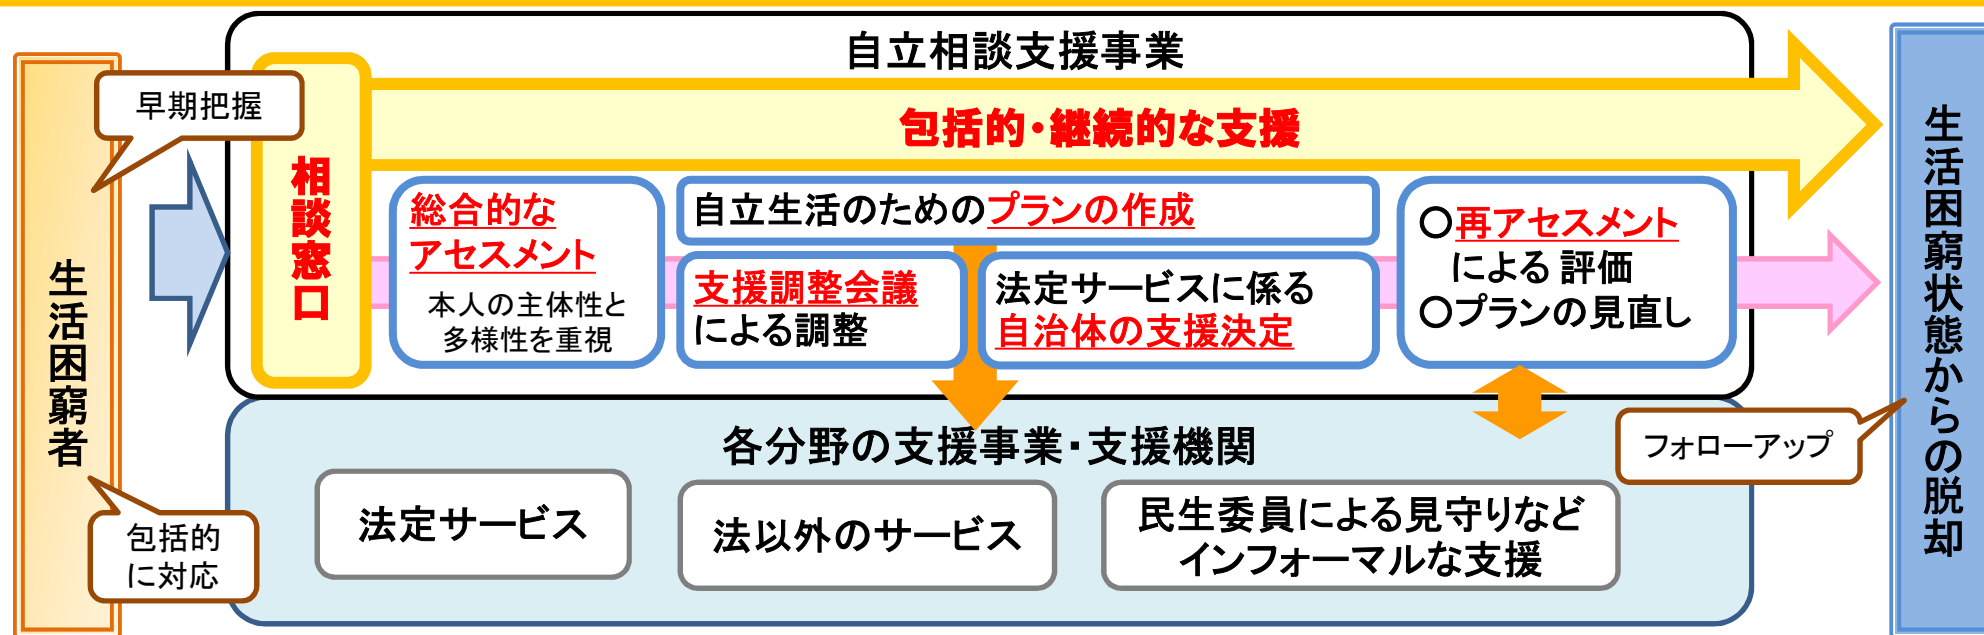 自立相談支援事業
早期把握
包括的・継続的な支援
生活困窮者
包括的
に対応
相談窓口
総合的な
アセスメント
本人の主体性と
多様性を重視
自立生活のためのプランの作成
支援調整会議
による調整
法定サービスに係る
自治体の支援決定
○再アセスメント
による 評価
○プランの見直し
生活困窮状態からの脱却
フォローアップ
各分野の支援事業・支援機関
法定サービス
法以外のサービス
民生委員による見守りなど
インフォーマルな支援